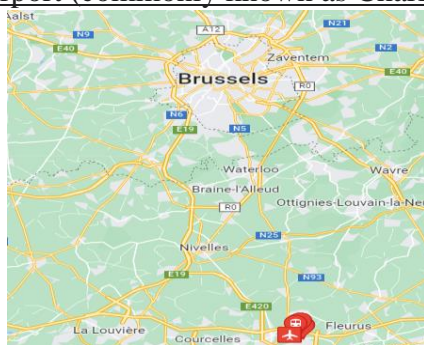 Aalst
N9
A12
N21
E40
Zaventem
N2
Brussels
E40
R0
N6
E19
N5
Waterloo
Wavre
Braine-l'Alleud
R0
Ottignies-Louvain-la-Ne
N25
Nivelles
E19
N93
E420
La Louvière
Fleurus
Courcelles